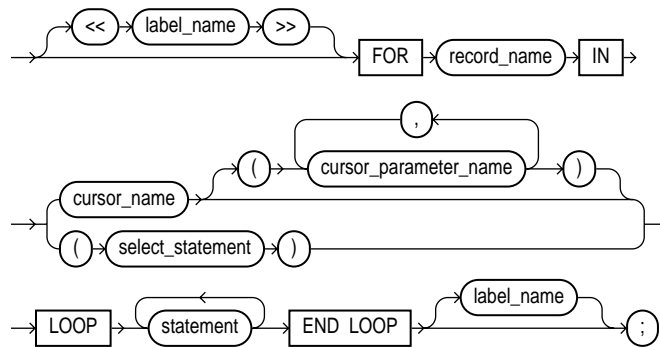 << label_name >>
FOR record_name IN
,
( cursor_parameter_name )
cursor_name
( select_statement )
label_name
LOOP statement END LOOP ;